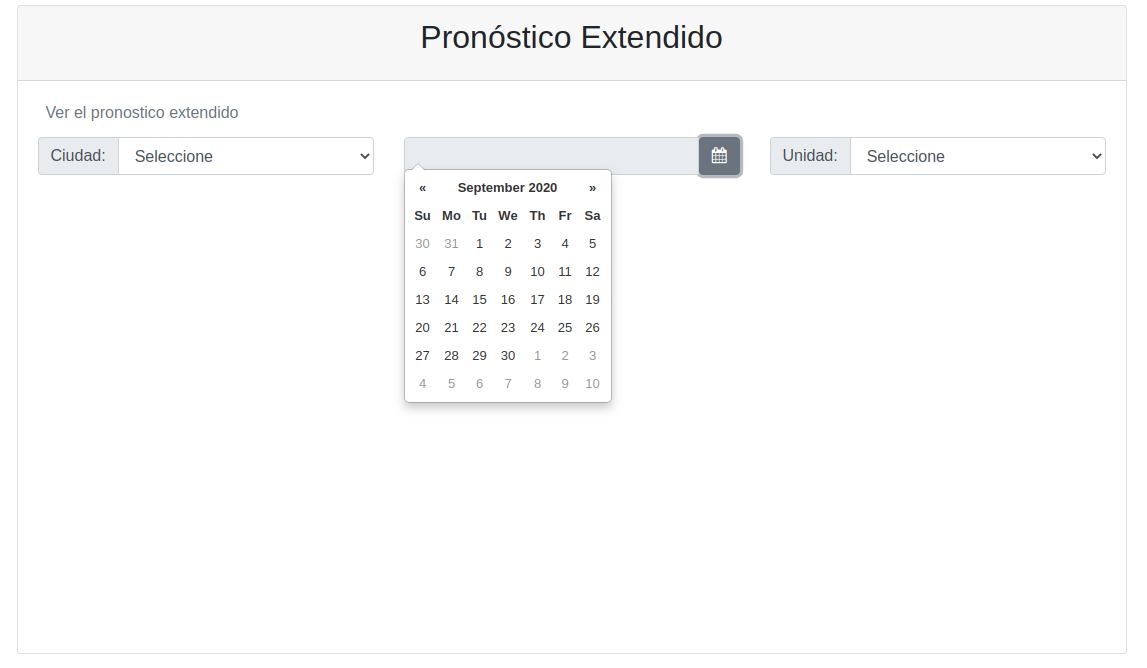 Pronóstico Extendido
Ver el pronostico extendido
Ciudad: Seleccione Unidad: Seleccione
« September 2020 »
Su Mo Tu We Th Fr Sa
30 31 1 2 3 4 5
6 7 8 9 10 11 12
13 14 15 16 17 18 19
20 21 22 23 24 25 26
27 28 29 30 1 2 3
4 5 6 7 8 9 10